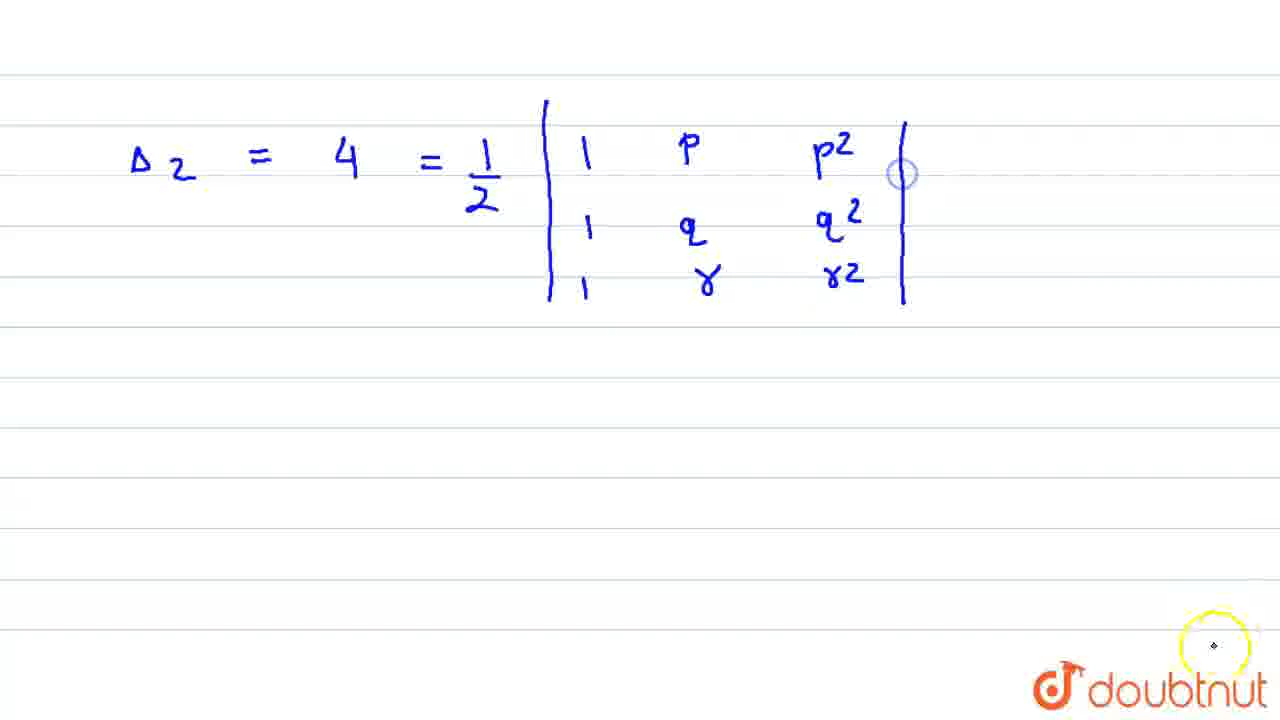 Δ2 = 4 = 1/2 | 1 p p² |
| 1 q q² |
| 1 r r² |
doubtnut